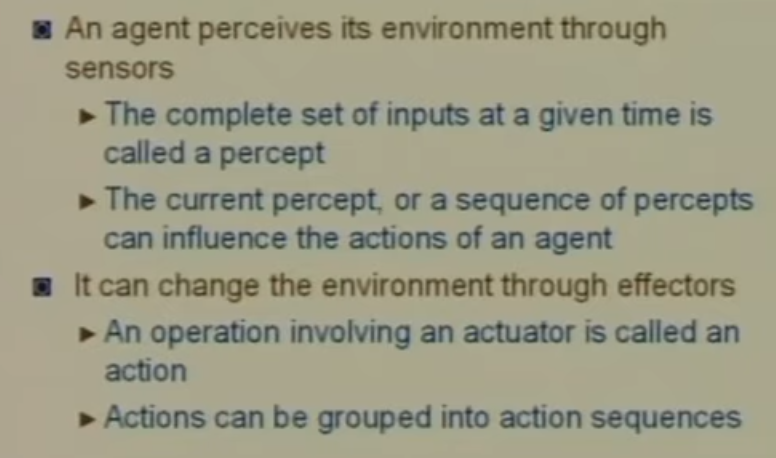 An agent perceives its environment through
sensors
The complete set of inputs at a given time is
called a percept
The current percept, or a sequence of percepts
can influence the actions of an agent
It can change the environment through effectors
An operation involving an actuator is called an
action
Actions can be grouped into action sequences